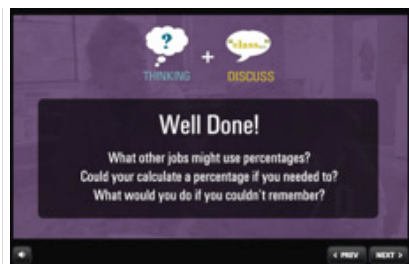 ?
"class..."
+
THINKING
DISCUSS
Well Done!
What other jobs might use percentages?
Could your calculate a percentage if you needed to?
What would you do if you couldn't remember?
< PREV
NEXT >